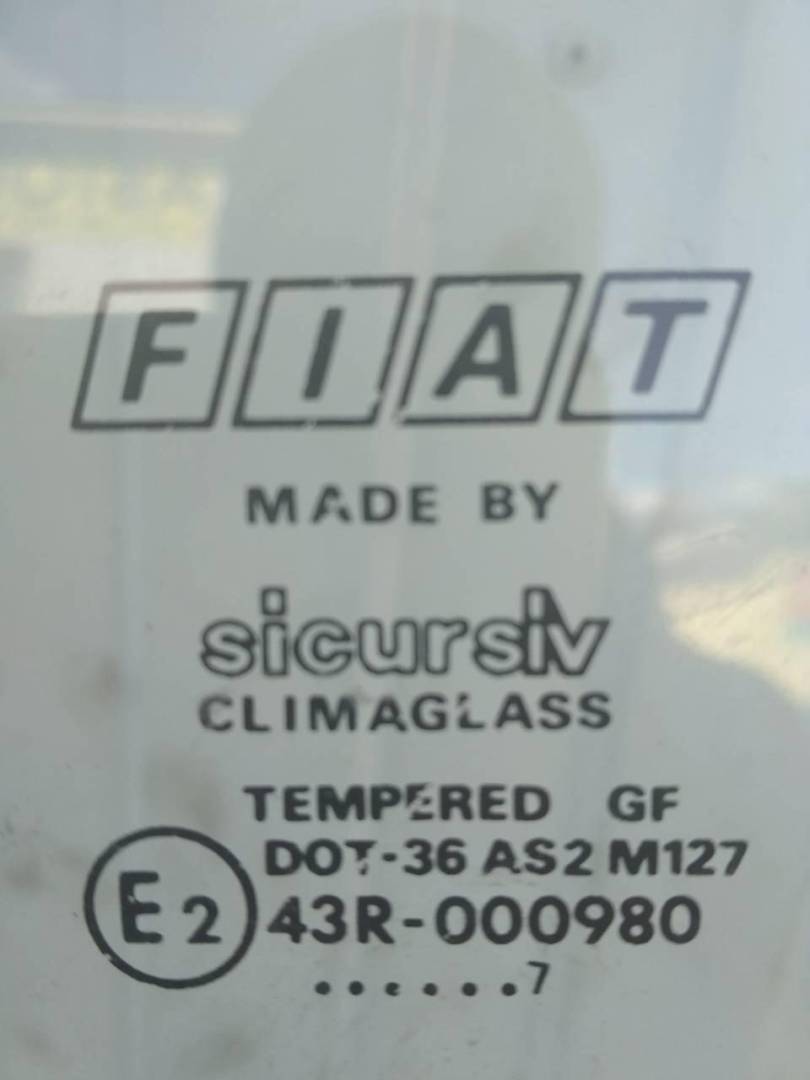 FIAT
MADE BY
sicursiv
CLIMAGLASS
TEMPERED GF
DOT-36 AS2 M127
E2 43R-000980
......7